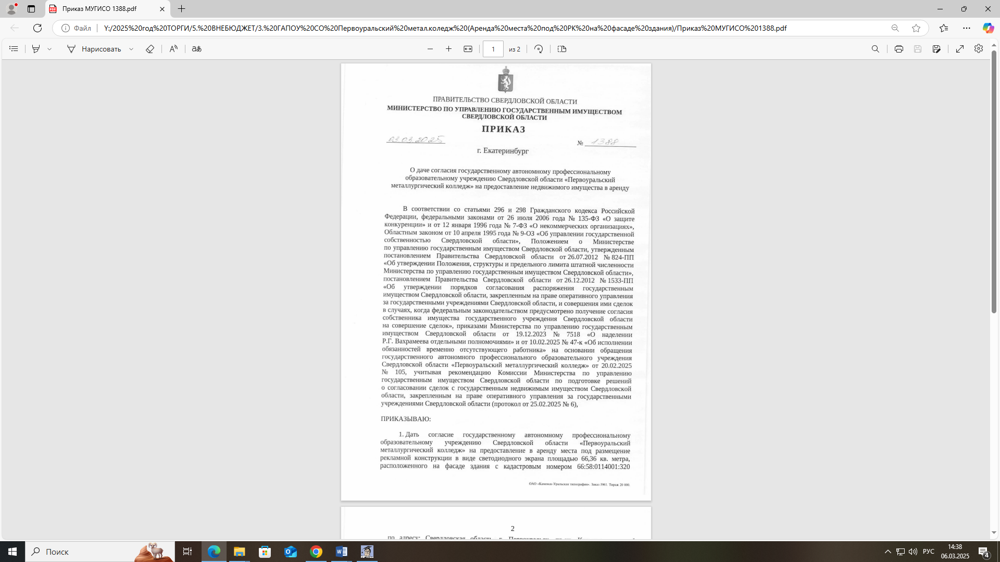 Приказ МУГИСО 1388.pdf
Файл
Y:/2025%20год%20ТОРГИ/5.%20ВНЕБЮДЖЕТ/3.%20ГАПОУ%20СО%20Первоуральский%20метал.коледж%20(Аренда%20места%20под%20РК%20на%20фасаде%20здания)/Приказ%20МУГИСО%201388.pdf
Нарисовать
1 из 2
ПРАВИТЕЛЬСТВО СВЕРДЛОВСКОЙ ОБЛАСТИ
МИНИСТЕРСТВО ПО УПРАВЛЕНИЮ ГОСУДАРСТВЕННЫМ ИМУЩЕСТВОМ
СВЕРДЛОВСКОЙ ОБЛАСТИ
ПРИКАЗ
03.03.2025 № 1388
г. Екатеринбург
О даче согласия государственному автономному профессиональному
образовательному учреждению Свердловской области «Первоуральский
металлургический колледж» на предоставление недвижимого имущества в аренду
В соответствии со статьями 296 и 298 Гражданского кодекса Российской
Федерации, федеральными законами от 26 июля 2006 года № 135-ФЗ «О защите
конкуренции» и от 12 января 1996 года № 7-ФЗ «О некоммерческих организациях»,
Областным законом от 10 апреля 1995 года № 9-ОЗ «Об управлении государственной
собственностью Свердловской области», Положением о Министерстве
по управлению государственным имуществом Свердловской области, утвержденным
постановлением Правительства Свердловской области от 26.07.2012 № 824-ПП
«Об утверждении Положения, структуры и предельного лимита штатной численности
Министерства по управлению государственным имуществом Свердловской области»,
постановлением Правительства Свердловской области от 26.12.2012 № 1533-ПП
«Об утверждении порядков согласования распоряжения государственным
имуществом Свердловской области, закрепленным на праве оперативного управления
за государственными учреждениями Свердловской области, и совершения ими сделок
в случаях, когда федеральным законодательством предусмотрено получение согласия
собственника имущества государственного учреждения Свердловской области
на совершение сделок», приказами Министерства по управлению государственным
имуществом Свердловской области от 19.12.2023 № 7518 «О наделении
Р.Г. Вахрамеева отдельными полномочиями» и от 10.02.2025 № 47-к «Об исполнении
обязанностей временно отсутствующего работника» на основании обращения
государственного автономного профессионального образовательного учреждения
Свердловской области «Первоуральский металлургический колледж» от 20.02.2025
№ 105, учитывая рекомендацию Комиссии Министерства по управлению
государственным имуществом Свердловской области по подготовке решений
о согласовании сделок с государственным недвижимым имуществом Свердловской
области, закрепленным на праве оперативного управления за государственными
учреждениями Свердловской области (протокол от 25.02.2025 № 6),
ПРИКАЗЫВАЮ:
1. Дать согласие государственному автономному профессиональному
образовательному учреждению Свердловской области «Первоуральский
металлургический колледж» на предоставление в аренду места под размещение
рекламной конструкции в виде светодиодного экрана площадью 66,36 кв. метра,
расположенного на фасаде здания с кадастровым номером 66:58:0114001:320
ОАО «Каменск-Уральская типография». Заказ 5961. Тираж 20 000.
2
по адресу: Свердловская область, г. Первоуральск,
Поиск
РУС
14:38
06.03.2025
4